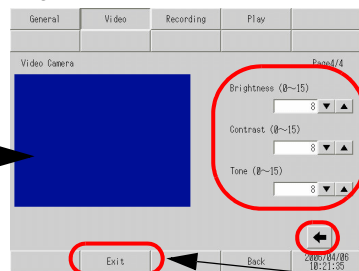 General Video Recording Play
Video Camera Page4/4
Brightness (0～15)
8
Contrast (0～15)
8
Tone (0～15)
8
Exit Back 2006/04/06
10:21:35